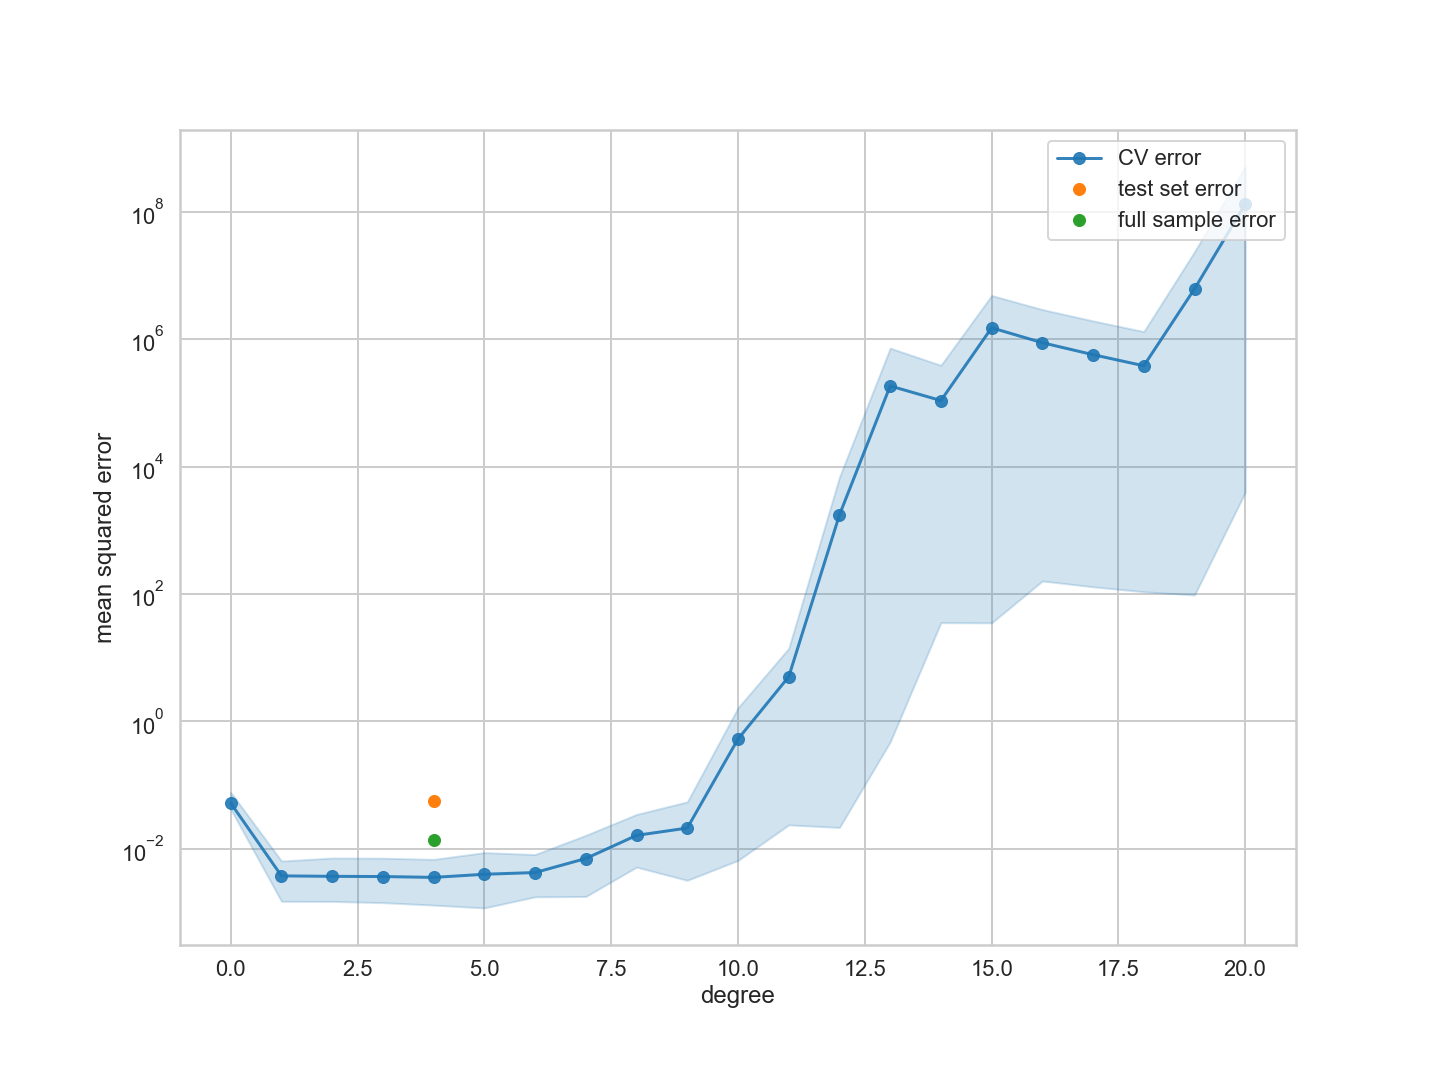 CV error
test set error
full sample error
10^8
10^6
10^4
10^2
10^0
10^−2
mean squared error
0.0 2.5 5.0 7.5 10.0 12.5 15.0 17.5 20.0
degree